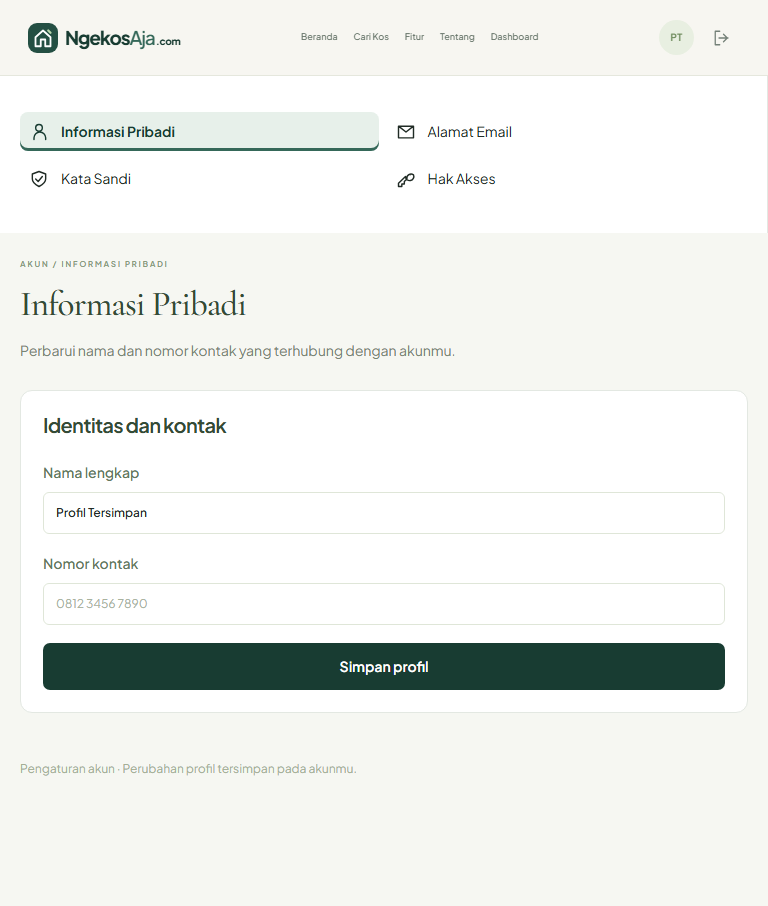 NgekosAja.com
Beranda Cari Kos Fitur Tentang Dashboard
PT
Informasi Pribadi
Alamat Email
Kata Sandi
Hak Akses
AKUN / INFORMASI PRIBADI
Informasi Pribadi
Perbarui nama dan nomor kontak yang terhubung dengan akunmu.
Identitas dan kontak
Nama lengkap
Profil Tersimpan
Nomor kontak
0812 3456 7890
Simpan profil
Pengaturan akun · Perubahan profil tersimpan pada akunmu.